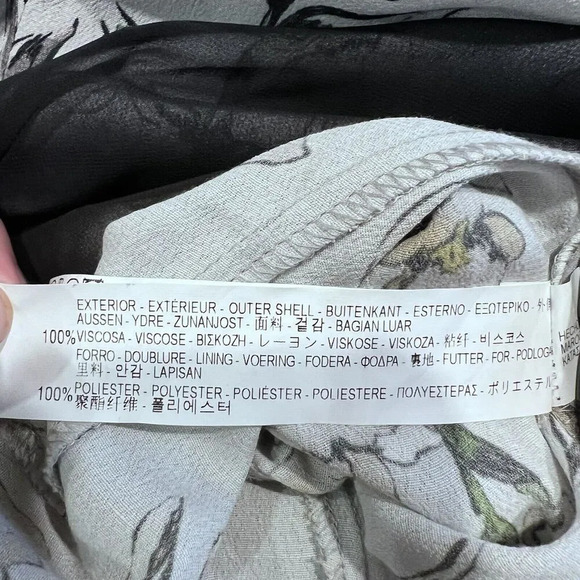 EXTERIOR - EXTÉRIEUR - OUTER SHELL - BUITENKANT - ESTERNO - ΕΞΩΤΕΡΙΚΟ - 外
AUSSEN - YDRE - ZUNANJOST - 面料 - 겉감 - BAGIAN LUAR
100% VISCOSA - VISCOSE - ΒΙΣΚΟΖΗ - レーヨン - VISKOSE - VISKOZA - 粘纤 - 비스코스
FORRO - DOUBLURE - LINING - VOERING - FODERA - ΦΟΔΡΑ - 裏地 - FUTTER - FOR - PODLOGA
里料 - 안감 - LAPISAN
100% POLIESTER - POLYESTER - POLIÉSTER - POLIESTERE - ΠΟΛΥΕΣΤΕΡΑΣ - ポリエステル
聚酯纤维 - 폴리에스터